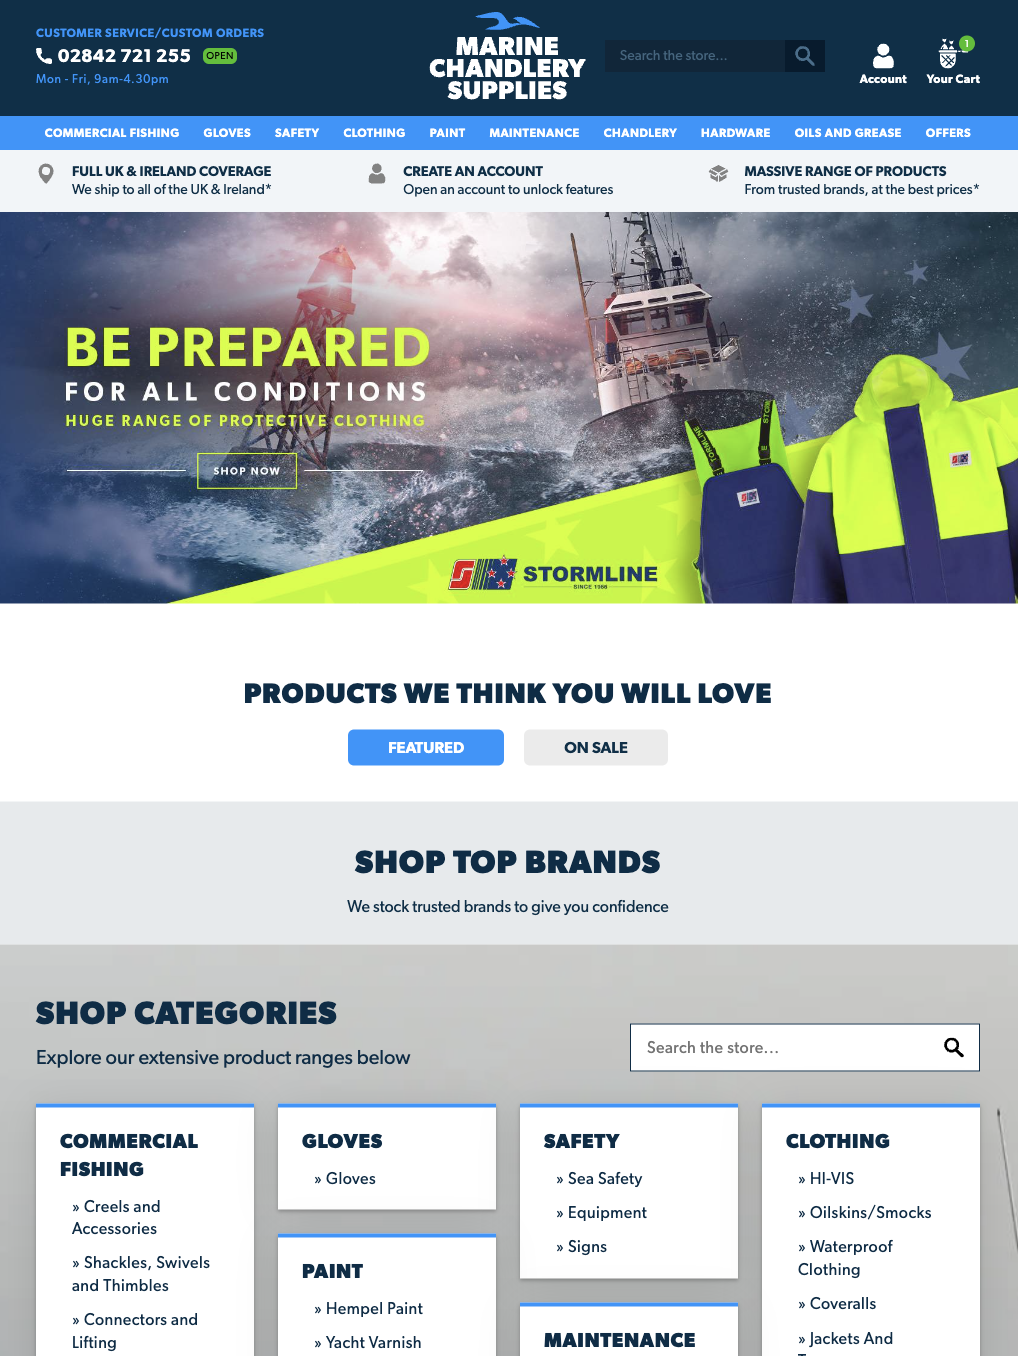 CUSTOMER SERVICE/CUSTOM ORDERS
02842 721 255 OPEN
Mon - Fri, 9am-4.30pm
MARINE
CHANDLERY
SUPPLIES
Search the store...
Account
1
Your Cart
COMMERCIAL FISHING GLOVES SAFETY CLOTHING PAINT MAINTENANCE CHANDLERY HARDWARE OILS AND GREASE OFFERS
FULL UK & IRELAND COVERAGE
We ship to all of the UK & Ireland*
CREATE AN ACCOUNT
Open an account to unlock features
MASSIVE RANGE OF PRODUCTS
From trusted brands, at the best prices*
BE PREPARED
FOR ALL CONDITIONS
HUGE RANGE OF PROTECTIVE CLOTHING
SHOP NOW
STORMLINE
SINCE 1966
PRODUCTS WE THINK YOU WILL LOVE
FEATURED ON SALE
SHOP TOP BRANDS
We stock trusted brands to give you confidence
SHOP CATEGORIES
Explore our extensive product ranges below
Search the store...
COMMERCIAL
FISHING
» Creels and
Accessories
» Shackles, Swivels
and Thimbles
» Connectors and
Lifting
GLOVES
» Gloves
PAINT
» Hempel Paint
» Yacht Varnish
SAFETY
» Sea Safety
» Equipment
» Signs
MAINTENANCE
CLOTHING
» HI-VIS
» Oilskins/Smocks
» Waterproof
Clothing
» Coveralls
» Jackets And